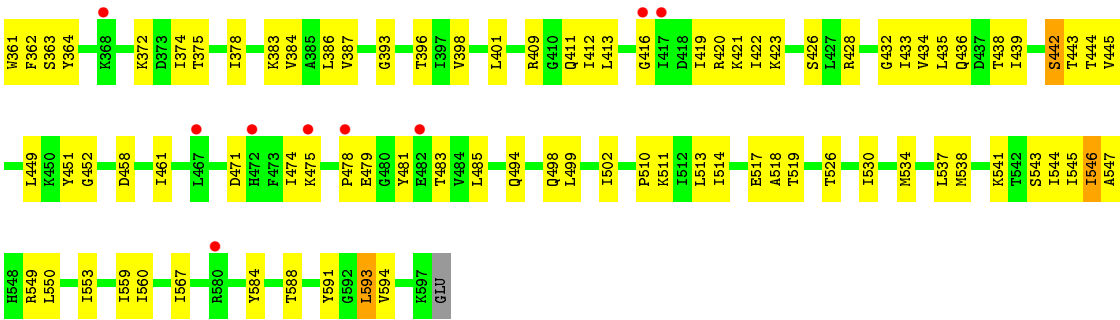 W361 F362 S363 Y364 K368 K372 D373 I374 T375 I378 K383 V384 A385 L386 V387 G393 T396 I397 V398 L401 R409 G410 Q411 I412 L413 G416 I417 D418 I419 R420 K421 I422 K423 S426 L427 R428 G432 I433 V434 L435 Q436 D437 T438 I439 S442 T443 T444 V445
L449 K450 Y451 G452 D458 I461 L467 D471 H472 F473 I474 K475 P478 E479 G480 Y481 E482 T483 V484 L485 Q494 Q498 L499 I502 P510 K511 I512 L513 I514 E517 A518 T519 T526 I530 M534 L537 M538 K541 T542 S543 I544 I545 I546 A547
H548 R549 L550 I553 I559 I560 I567 R580 Y584 T588 Y591 G592 L593 V594 K597 GLU